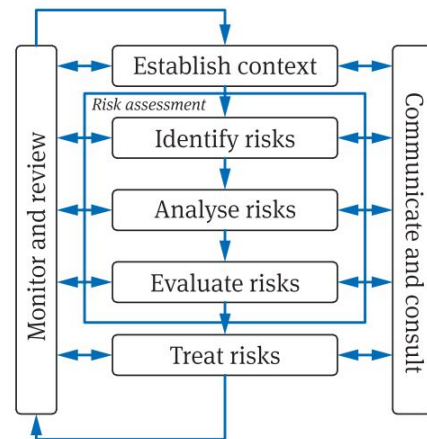 Establish context
Risk assessment
Identify risks
Analyse risks
Evaluate risks
Treat risks
Monitor and review
Communicate and consult